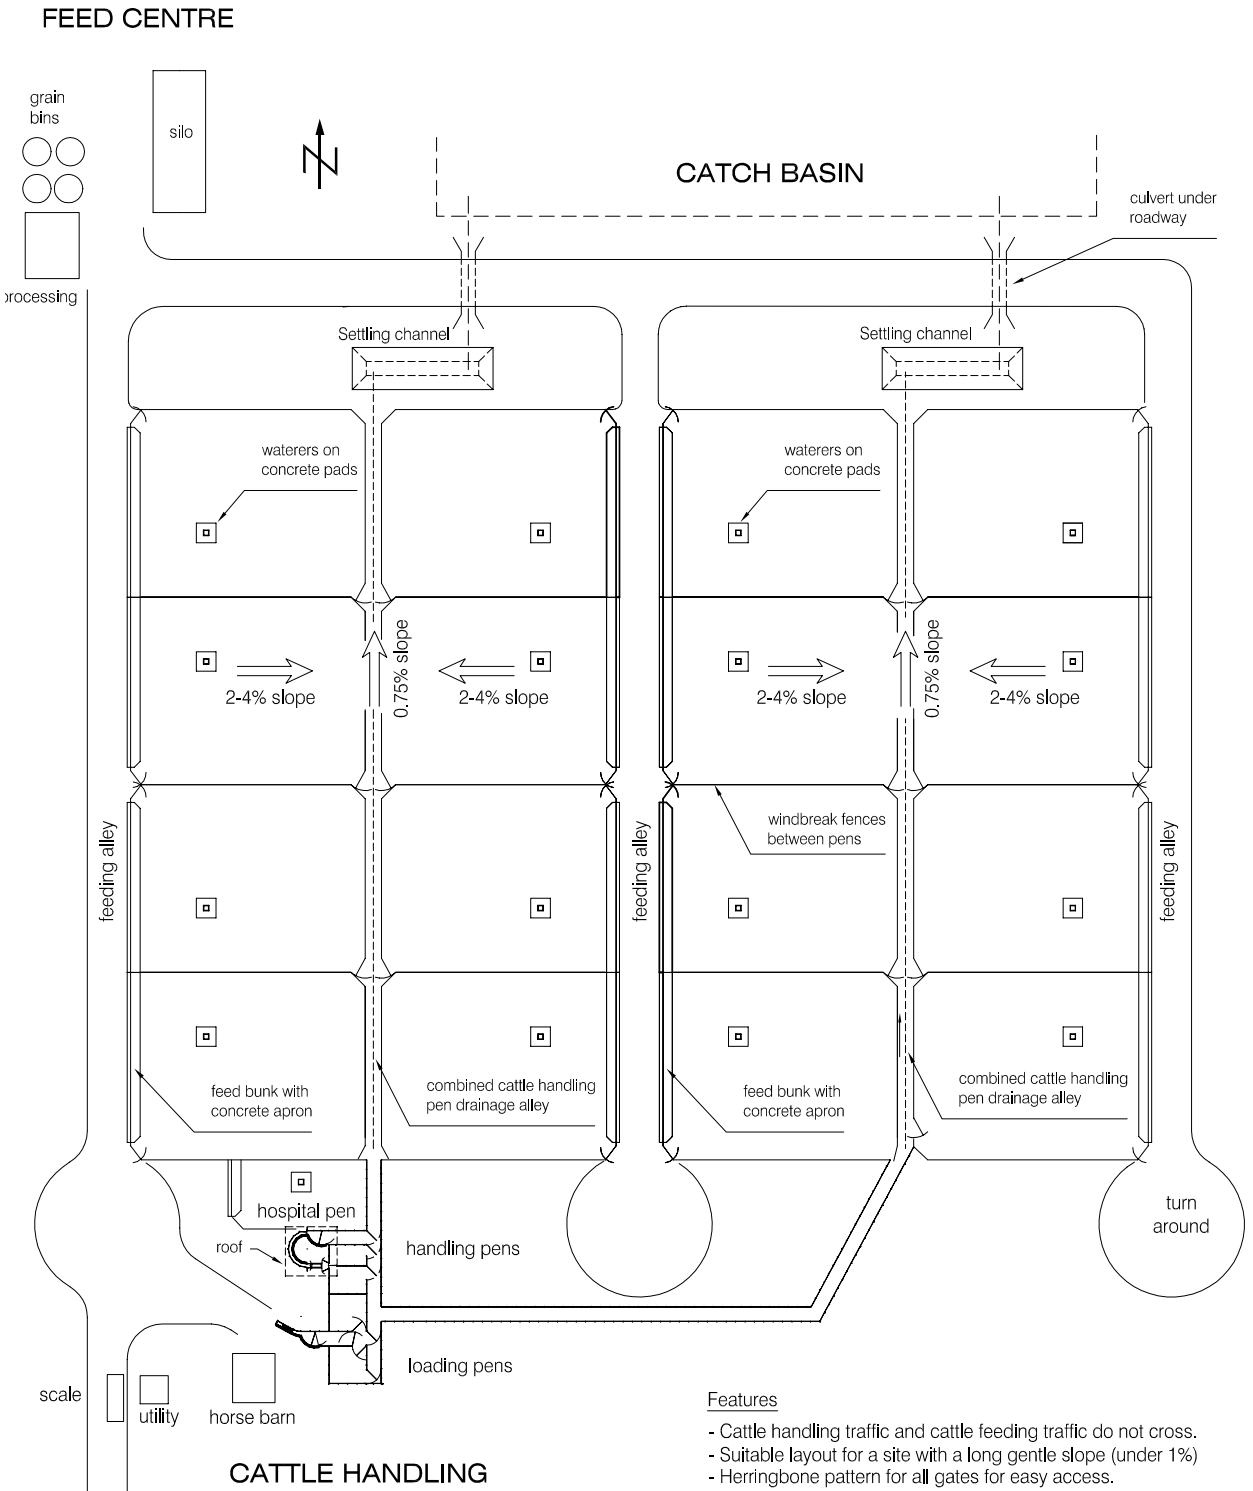 FEED CENTRE
grain
bins
silo
CATCH BASIN
culvert under
roadway
processing
Settling channel
Settling channel
waterers on
concrete pads
waterers on
concrete pads
0.75% slope
0.75% slope
2-4% slope
2-4% slope
2-4% slope
2-4% slope
windbreak fences
between pens
feeding alley
feeding alley
feeding alley
feed bunk with
concrete apron
combined cattle handling
pen drainage alley
feed bunk with
concrete apron
combined cattle handling
pen drainage alley
hospital pen
turn
around
roof
handling pens
loading pens
scale
utility
horse barn
CATTLE HANDLING
Features
- Cattle handling traffic and cattle feeding traffic do not cross.
- Suitable layout for a site with a long gentle slope (under 1%)
- Herringbone pattern for all gates for easy access.